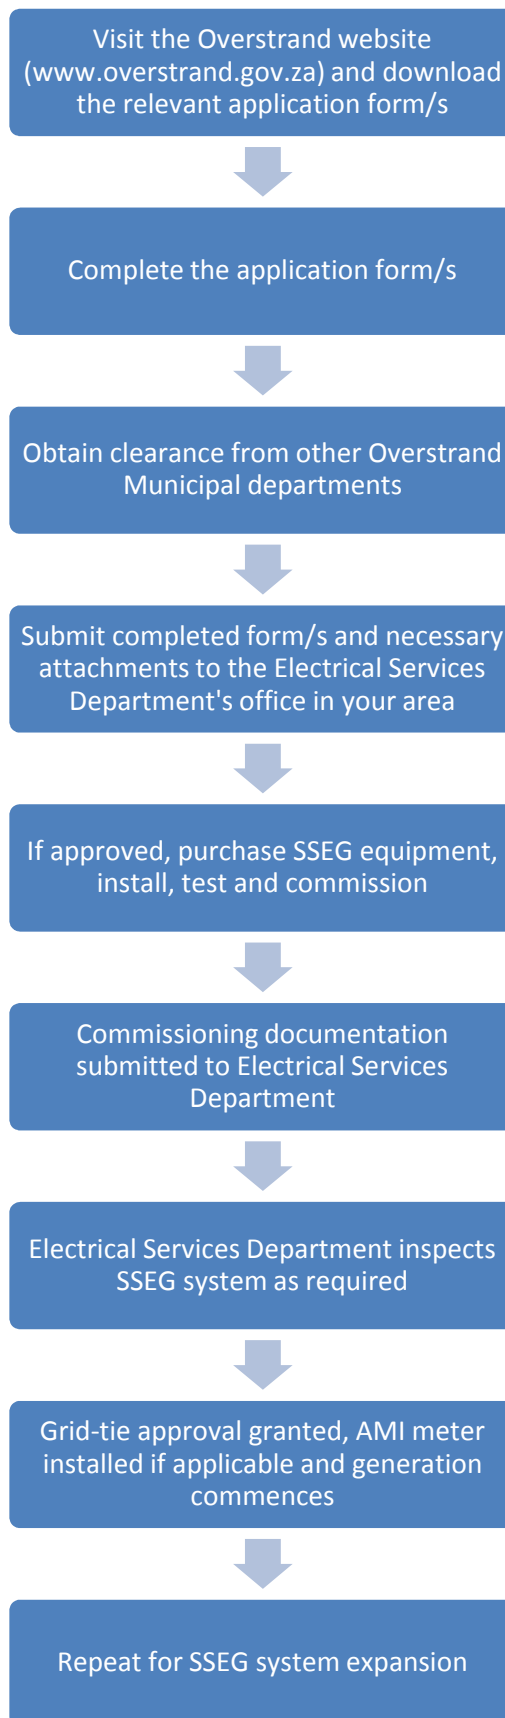 Visit the Overstrand website
(www.overstrand.gov.za) and download
the relevant application form/s
Complete the application form/s
Obtain clearance from other Overstrand
Municipal departments
Submit completed form/s and necessary
attachments to the Electrical Services
Department's office in your area
If approved, purchase SSEG equipment,
install, test and commission
Commissioning documentation
submitted to Electrical Services
Department
Electrical Services Department inspects
SSEG system as required
Grid-tie approval granted, AMI meter
installed if applicable and generation
commences
Repeat for SSEG system expansion